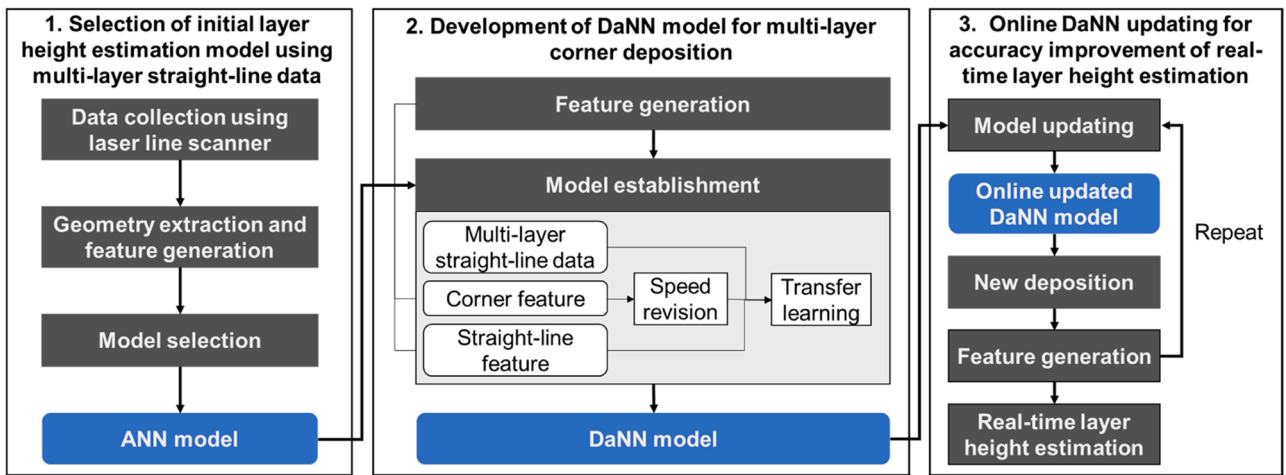 1. Selection of initial layer
height estimation model using
multi-layer straight-line data
Data collection using
laser line scanner
Geometry extraction and
feature generation
Model selection
ANN model
2. Development of DaNN model for multi-layer
corner deposition
Feature generation
Model establishment
Multi-layer
straight-line data
Corner feature
Straight-line
feature
Speed
revision
Transfer
learning
DaNN model
3. Online DaNN updating for
accuracy improvement of real-
time layer height estimation
Model updating
Online updated
DaNN model
New deposition
Feature generation
Repeat
Real-time layer
height estimation